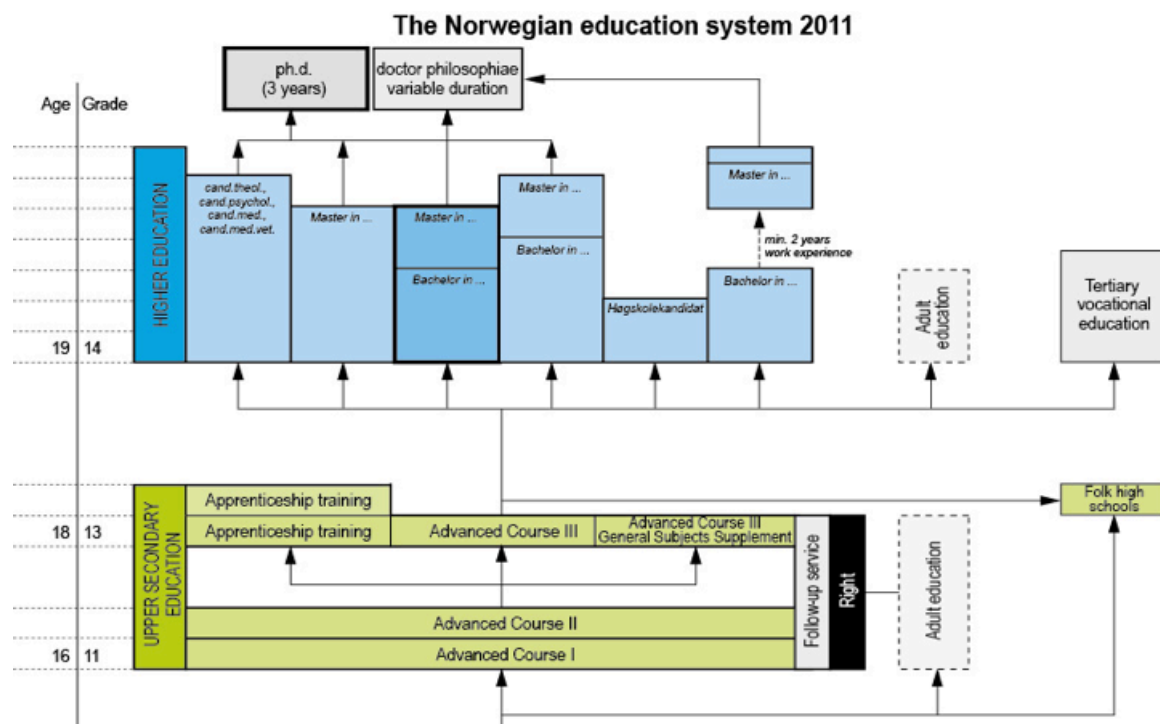 The Norwegian education system 2011
ph.d.
(3 years)
doctor philosophiae
variable duration
Age Grade
HIGHER EDUCATION
cand.theol.,
cand.psychol.,
cand.med.,
cand.med.vet.
Master in ...
Master in ...
Bachelor in ...
Master in ...
Bachelor in ...
Høgskolekandidat
Master in ...
min. 2 years
work experience
Bachelor in ...
Adult
education
Tertiary
vocational
education
19 14
UPPER SECONDARY
EDUCATION
Apprenticeship training
Folk high
schools
18 13
Apprenticeship training
Advanced Course III
Advanced Course III
General Subjects Supplement
Follow-up service
Right
Adult education
Advanced Course II
16 11
Advanced Course I